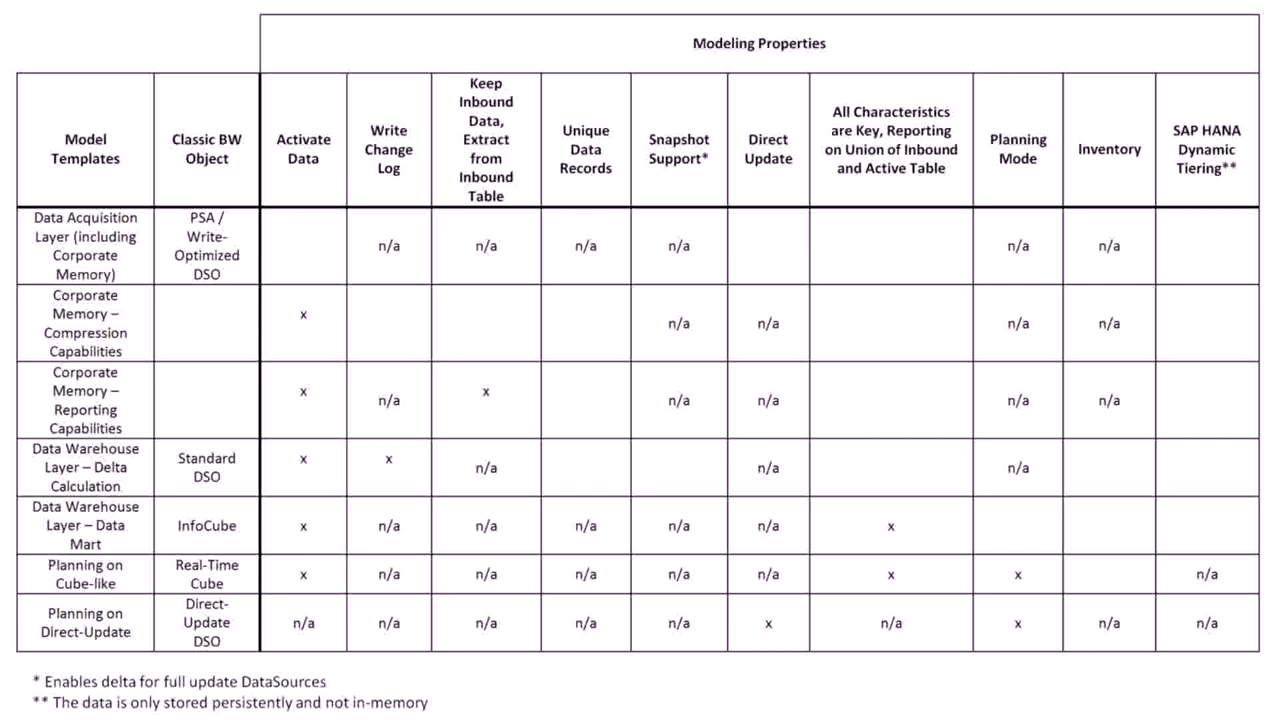 Modeling Properties
Model
Templates
Classic BW
Object
Activate
Data
Write
Change
Log
Keep
Inbound
Data,
Extract
from
Inbound
Table
Unique
Data
Records
Snapshot
Support*
Direct
Update
All Characteristics
are Key, Reporting
on Union of Inbound
and Active Table
Planning
Mode
Inventory
SAP HANA
Dynamic
Tiering**
Data Acquisition
Layer (including
Corporate
Memory)
PSA /
Write-
Optimized
DSO
n/a
n/a
n/a
n/a
n/a
n/a
Corporate
Memory –
Compression
Capabilities
x
n/a
n/a
n/a
n/a
Corporate
Memory –
Reporting
Capabilities
x
n/a
x
n/a
n/a
n/a
n/a
Data Warehouse
Layer – Delta
Calculation
Standard
DSO
x
x
n/a
n/a
n/a
Data Warehouse
Layer – Data
Mart
InfoCube
x
n/a
n/a
n/a
n/a
n/a
x
Planning on
Cube-like
Real-Time
Cube
x
n/a
n/a
n/a
n/a
n/a
x
x
n/a
Planning on
Direct-Update
Direct-
Update
DSO
n/a
n/a
n/a
n/a
n/a
x
n/a
x
n/a
n/a
* Enables delta for full update DataSources
** The data is only stored persistently and not in-memory